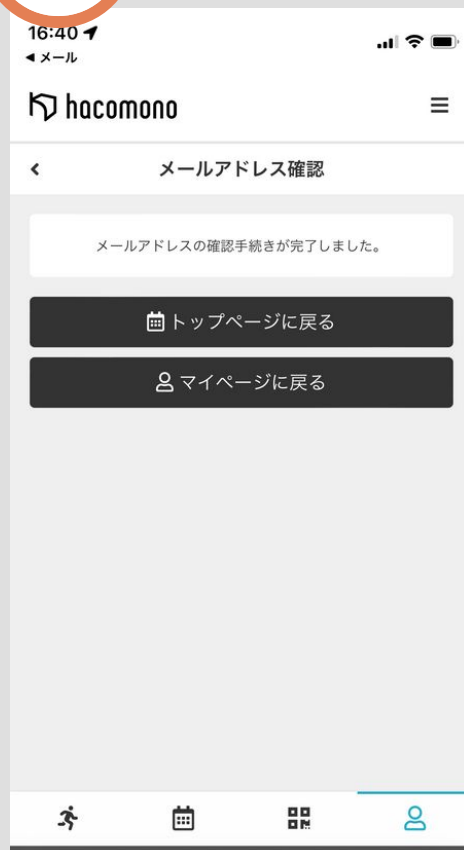 16:40
メール
hacomono
メールアドレス確認
メールアドレスの確認手続きが完了しました。
トップページに戻る
マイページに戻る